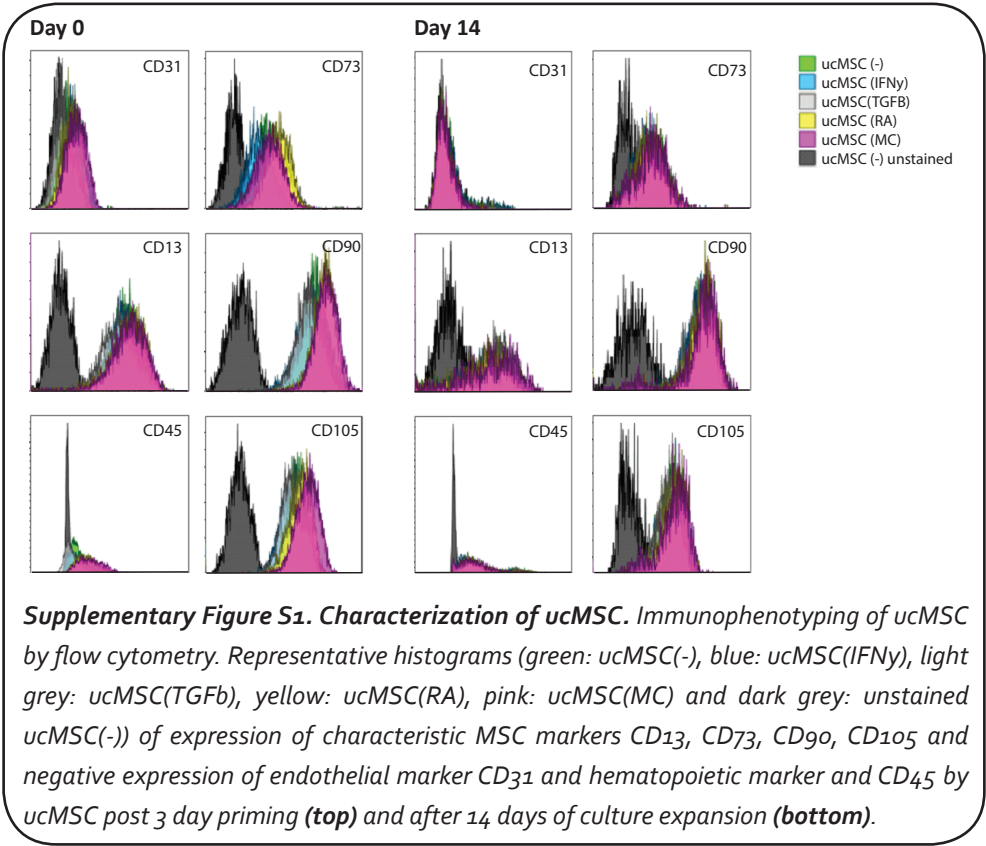 Day 0
Day 14
CD31
CD73
CD31
CD73
ucMSC (-)
ucMSC (IFNy)
ucMSC(TGFB)
ucMSC (RA)
ucMSC (MC)
ucMSC (-) unstained
CD13
CD90
CD13
CD90
CD45
CD105
CD45
CD105
Supplementary Figure S1. Characterization of ucMSC. Immunophenotyping of ucMSC
by flow cytometry. Representative histograms (green: ucMSC(-), blue: ucMSC(IFNy), light
grey: ucMSC(TGFb), yellow: ucMSC(RA), pink: ucMSC(MC) and dark grey: unstained
ucMSC(-)) of expression of characteristic MSC markers CD13, CD73, CD90, CD105 and
negative expression of endothelial marker CD31 and hematopoietic marker and CD45 by
ucMSC post 3 day priming (top) and after 14 days of culture expansion (bottom).